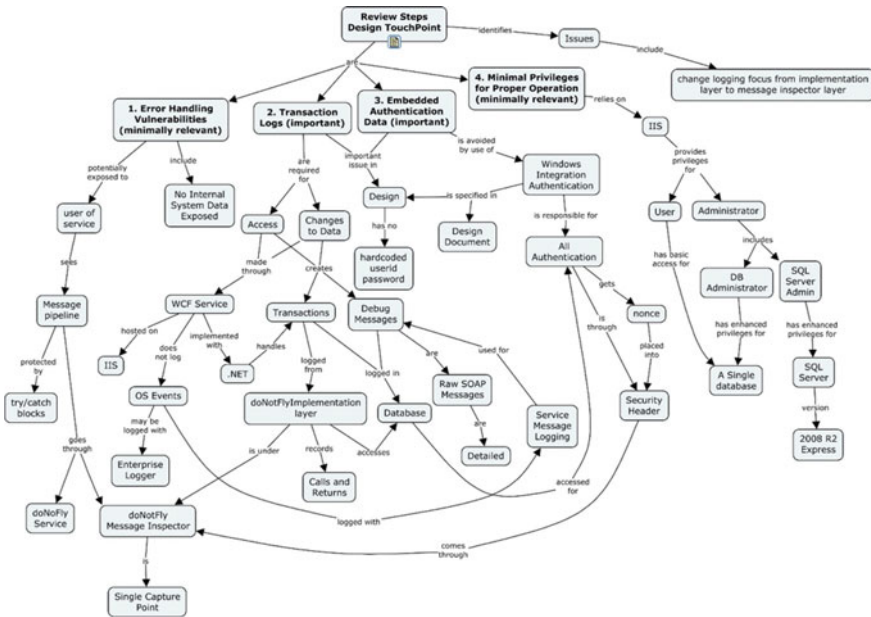 Review Steps
Design TouchPoint
identifies
Issues
include
change logging focus from implementation
layer to message inspector layer
are
1. Error Handling
Vulnerabilities
(minimally relevant)
2. Transaction
Logs (important)
3. Embedded
Authentication
Data (important)
4. Minimal Privileges
for Proper Operation
(minimally relevant)
relies on
IIS
potentially
exposed to
include
are
required
for
important
issue in
is avoided
by use of
provides
privileges for
No Internal
System Data
Exposed
user of
service
Access
Changes
to Data
Design
is specified in
Windows
Integration
Authentication
User
Administrator
Design
Document
is responsible for
has no
hardcoded
userid
password
All
Authentication
has basic
access for
includes
sees
made
through
creates
DB
Administrator
SQL
Server
Admin
gets
nonce
Message
pipeline
WCF Service
Transactions
Debug
Messages
is
through
placed
into
has enhanced
privileges for
has enhanced
privileges for
hosted on
does
not log
implemented
with
handles
logged
from
logged in
are
used for
protected
by
IIS
.NET
Raw SOAP
Messages
A Single
database
SQL
Server
try/catch
blocks
OS Events
doNotFlyImplementation
layer
Database
Service
Message
Logging
Security
Header
version
may be
logged with
are
goes
through
is under
records
accesses
Detailed
2008 R2
Express
Enterprise
Logger
Calls and
Returns
accessed
for
doNoFly
Service
doNotFly
Message Inspector
logged with
comes
through
is
Single Capture
Point